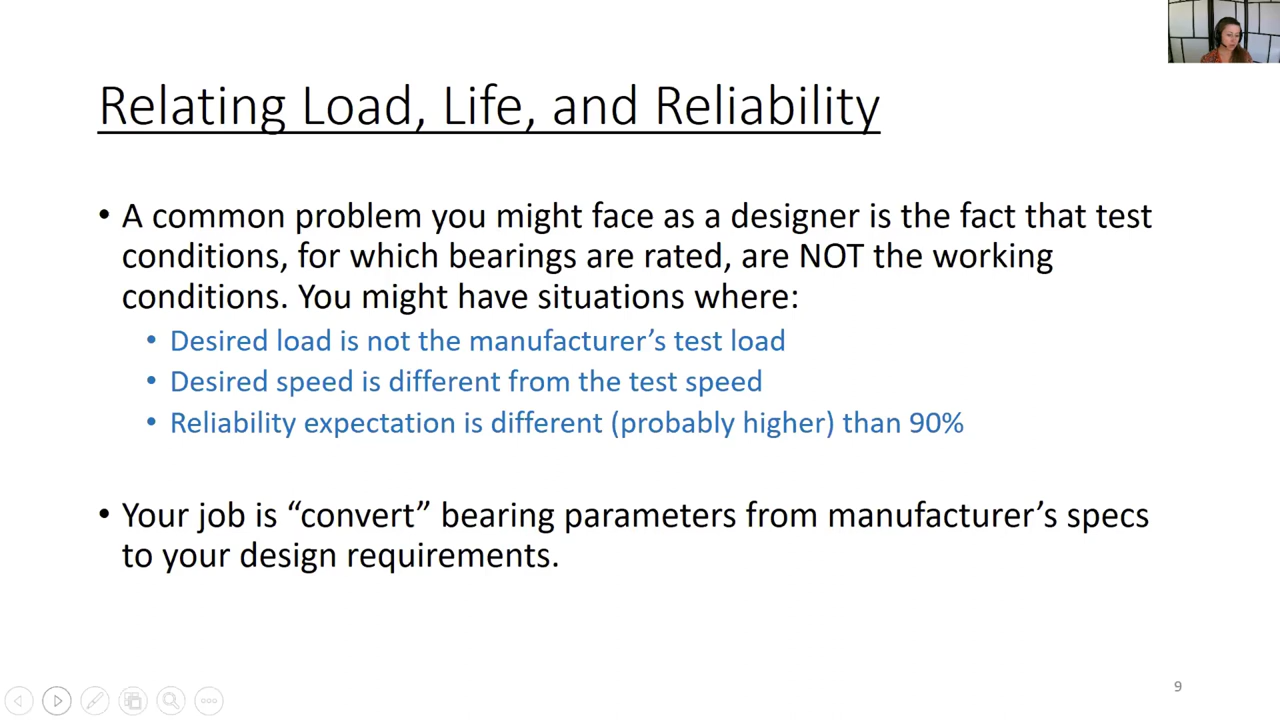 Relating Load, Life, and Reliability
• A common problem you might face as a designer is the fact that test
conditions, for which bearings are rated, are NOT the working
conditions. You might have situations where:
• Desired load is not the manufacturer’s test load
• Desired speed is different from the test speed
• Reliability expectation is different (probably higher) than 90%
• Your job is “convert” bearing parameters from manufacturer’s specs
to your design requirements.
9